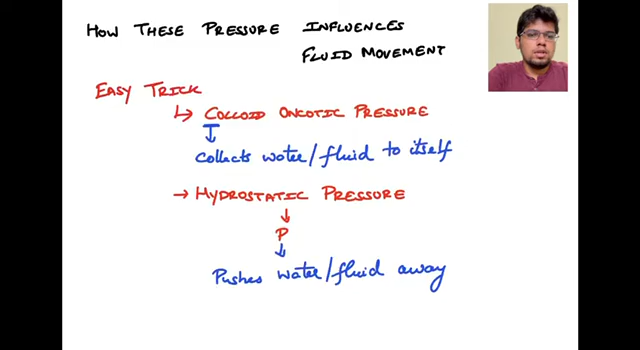 HOW THESE PRESSURE INFLUENCES
FLUID MOVEMENT
EASY TRICK
↳ COLLOID ONCOTIC PRESSURE
↓
Collects water/fluid to itself
→ HYDROSTATIC PRESSURE
↓
P
↓
Pushes water/fluid away